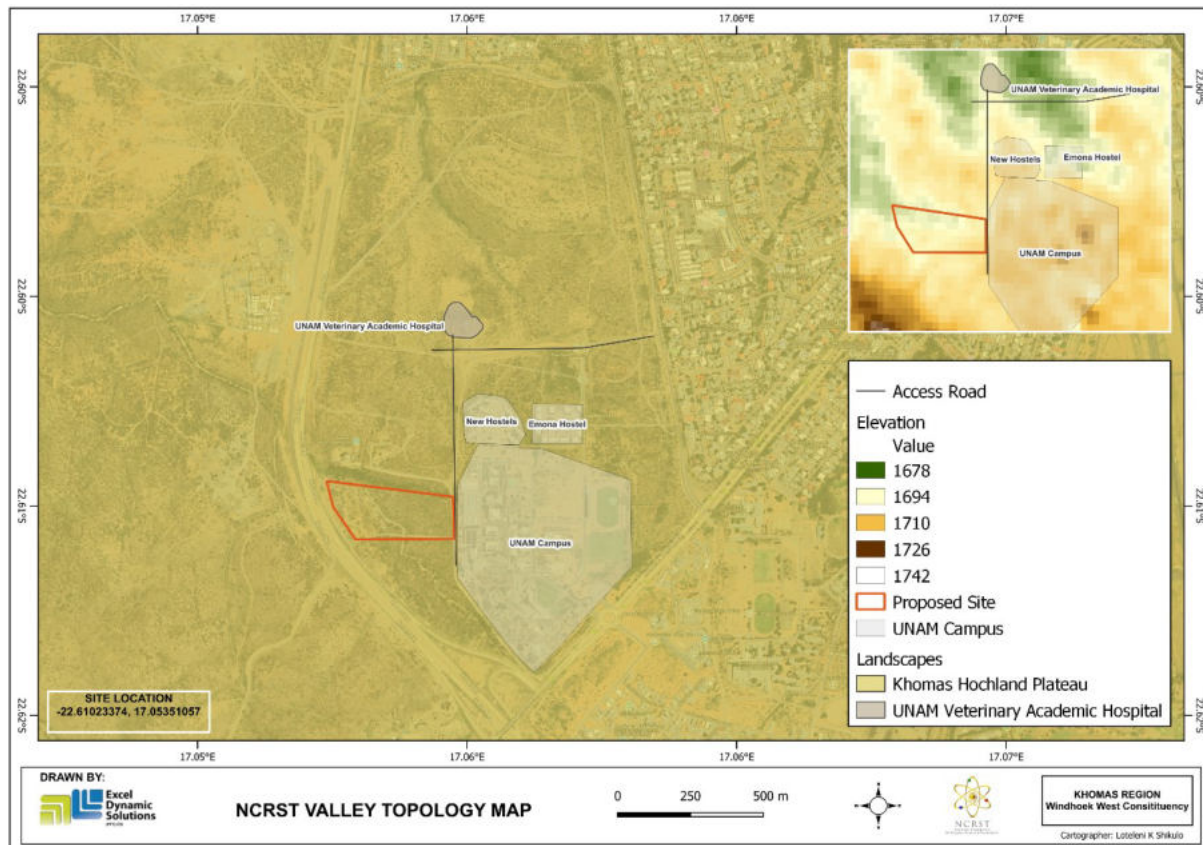 17.05°E
17.06°E
17.06°E
17.07°E
22.60°S
22.60°S
22.61°S
22.62°S
22.60°S
22.60°S
22.61°S
22.62°S
UNAM Veterinary Academic Hospital
New Hostels
Emona Hostel
UNAM Campus
UNAM Veterinary Academic Hospital
New Hostels
Emona Hostel
UNAM Campus
Access Road
Elevation
Value
1678
1694
1710
1726
1742
Proposed Site
UNAM Campus
Landscapes
Khomas Hochland Plateau
UNAM Veterinary Academic Hospital
SITE LOCATION
-22.61023374, 17.05351057
17.05°E
17.06°E
17.06°E
17.07°E
DRAWN BY:
Excel
Dynamic
Solutions
NCRST VALLEY TOPOLOGY MAP
0 250 500 m
NCRST
KHOMAS REGION
Windhoek West Consitituency
Cartographer: Loteleni K Shikulo